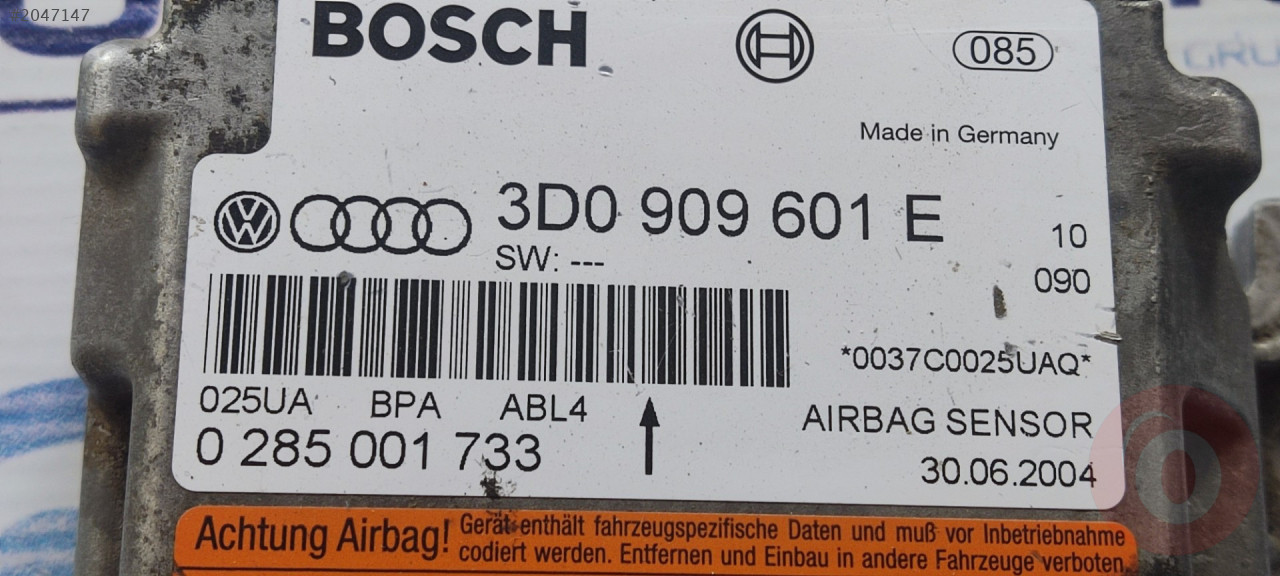 BOSCH
085
Made in Germany
3D0 909 601 E
10
SW: ---
090
*0037C0025UAQ*
025UA BPA ABL4
AIRBAG SENSOR
0 285 001 733
30.06.2004
Achtung Airbag! Gerät enthält fahrzeugspezifische Daten und muß vor Inbetriebnahme
codiert werden. Entfernen und Einbau in andere Fahrzeuge verboten.